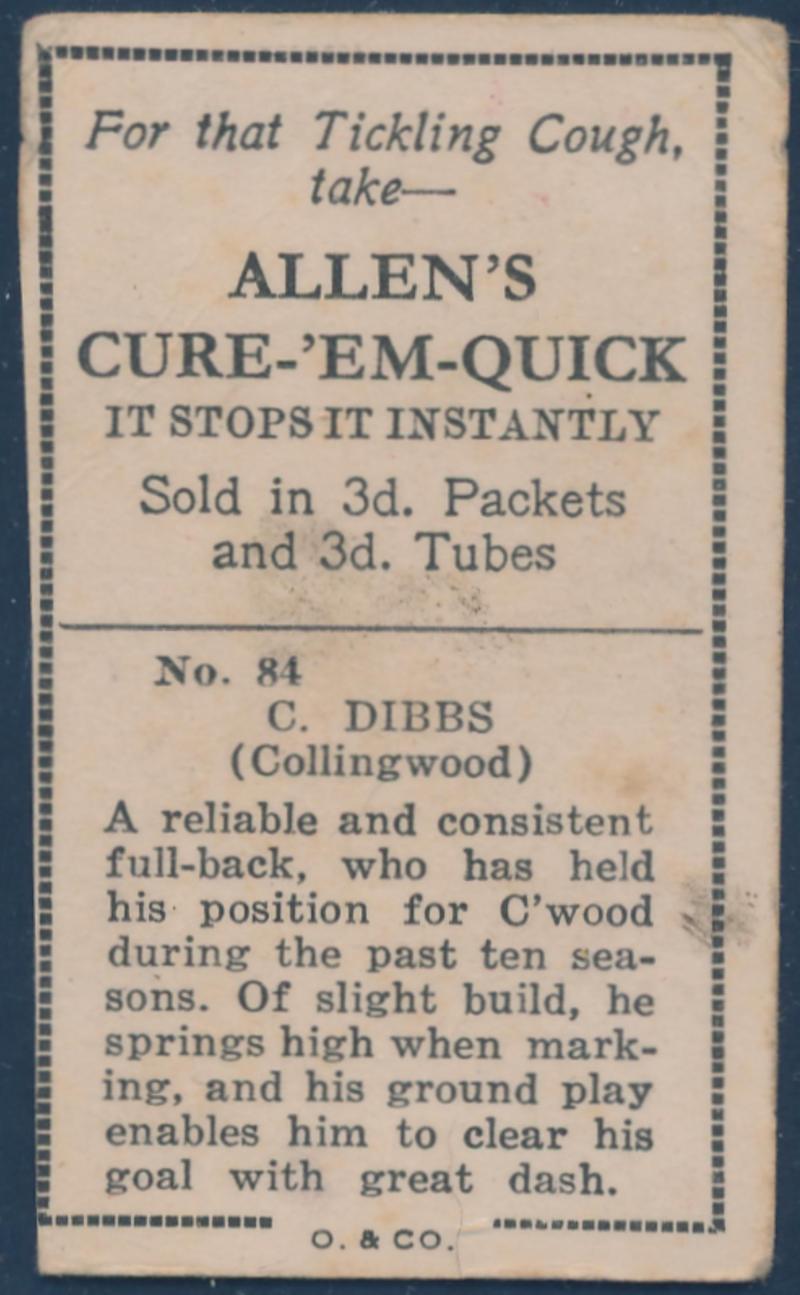 For that Tickling Cough,
take—
ALLEN'S
CURE-'EM-QUICK
IT STOPS IT INSTANTLY
Sold in 3d. Packets
and 3d. Tubes
No. 84
C. DIBBS
(Collingwood)
A reliable and consistent
full-back, who has held
his position for C'wood
during the past ten sea-
sons. Of slight build, he
springs high when mark-
ing, and his ground play
enables him to clear his
goal with great dash.
O. & CO.